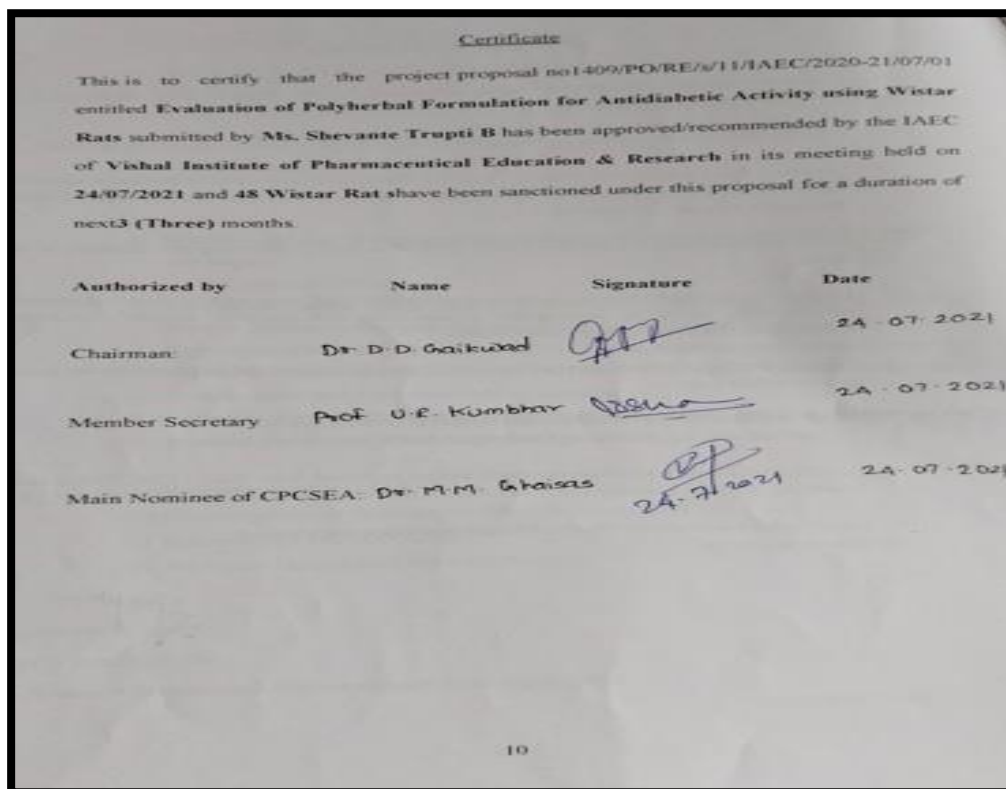 Certificate
This is to certify that the project proposal no1409/PO/RE/s/11/IAEC/2020-21/07/01
entitled Evaluation of Polyherbal Formulation for Antidiabetic Activity using Wistar
Rats submitted by Ms. Shevante Trupti B has been approved/recommended by the IAEC
of Vishal Institute of Pharmaceutical Education & Research in its meeting held on
24/07/2021 and 48 Wistar Rat shave been sanctioned under this proposal for a duration of
next3 (Three) months.
Authorized by Name Signature Date
Chairman: Dr D.D. Gaikwad 24.07.2021
Member Secretary Prof U.R. Kumbhar 24.07.2021
Main Nominee of CPCSEA: Dr. M.M. Ghaisas 24.07.2021
24.7.2021
10